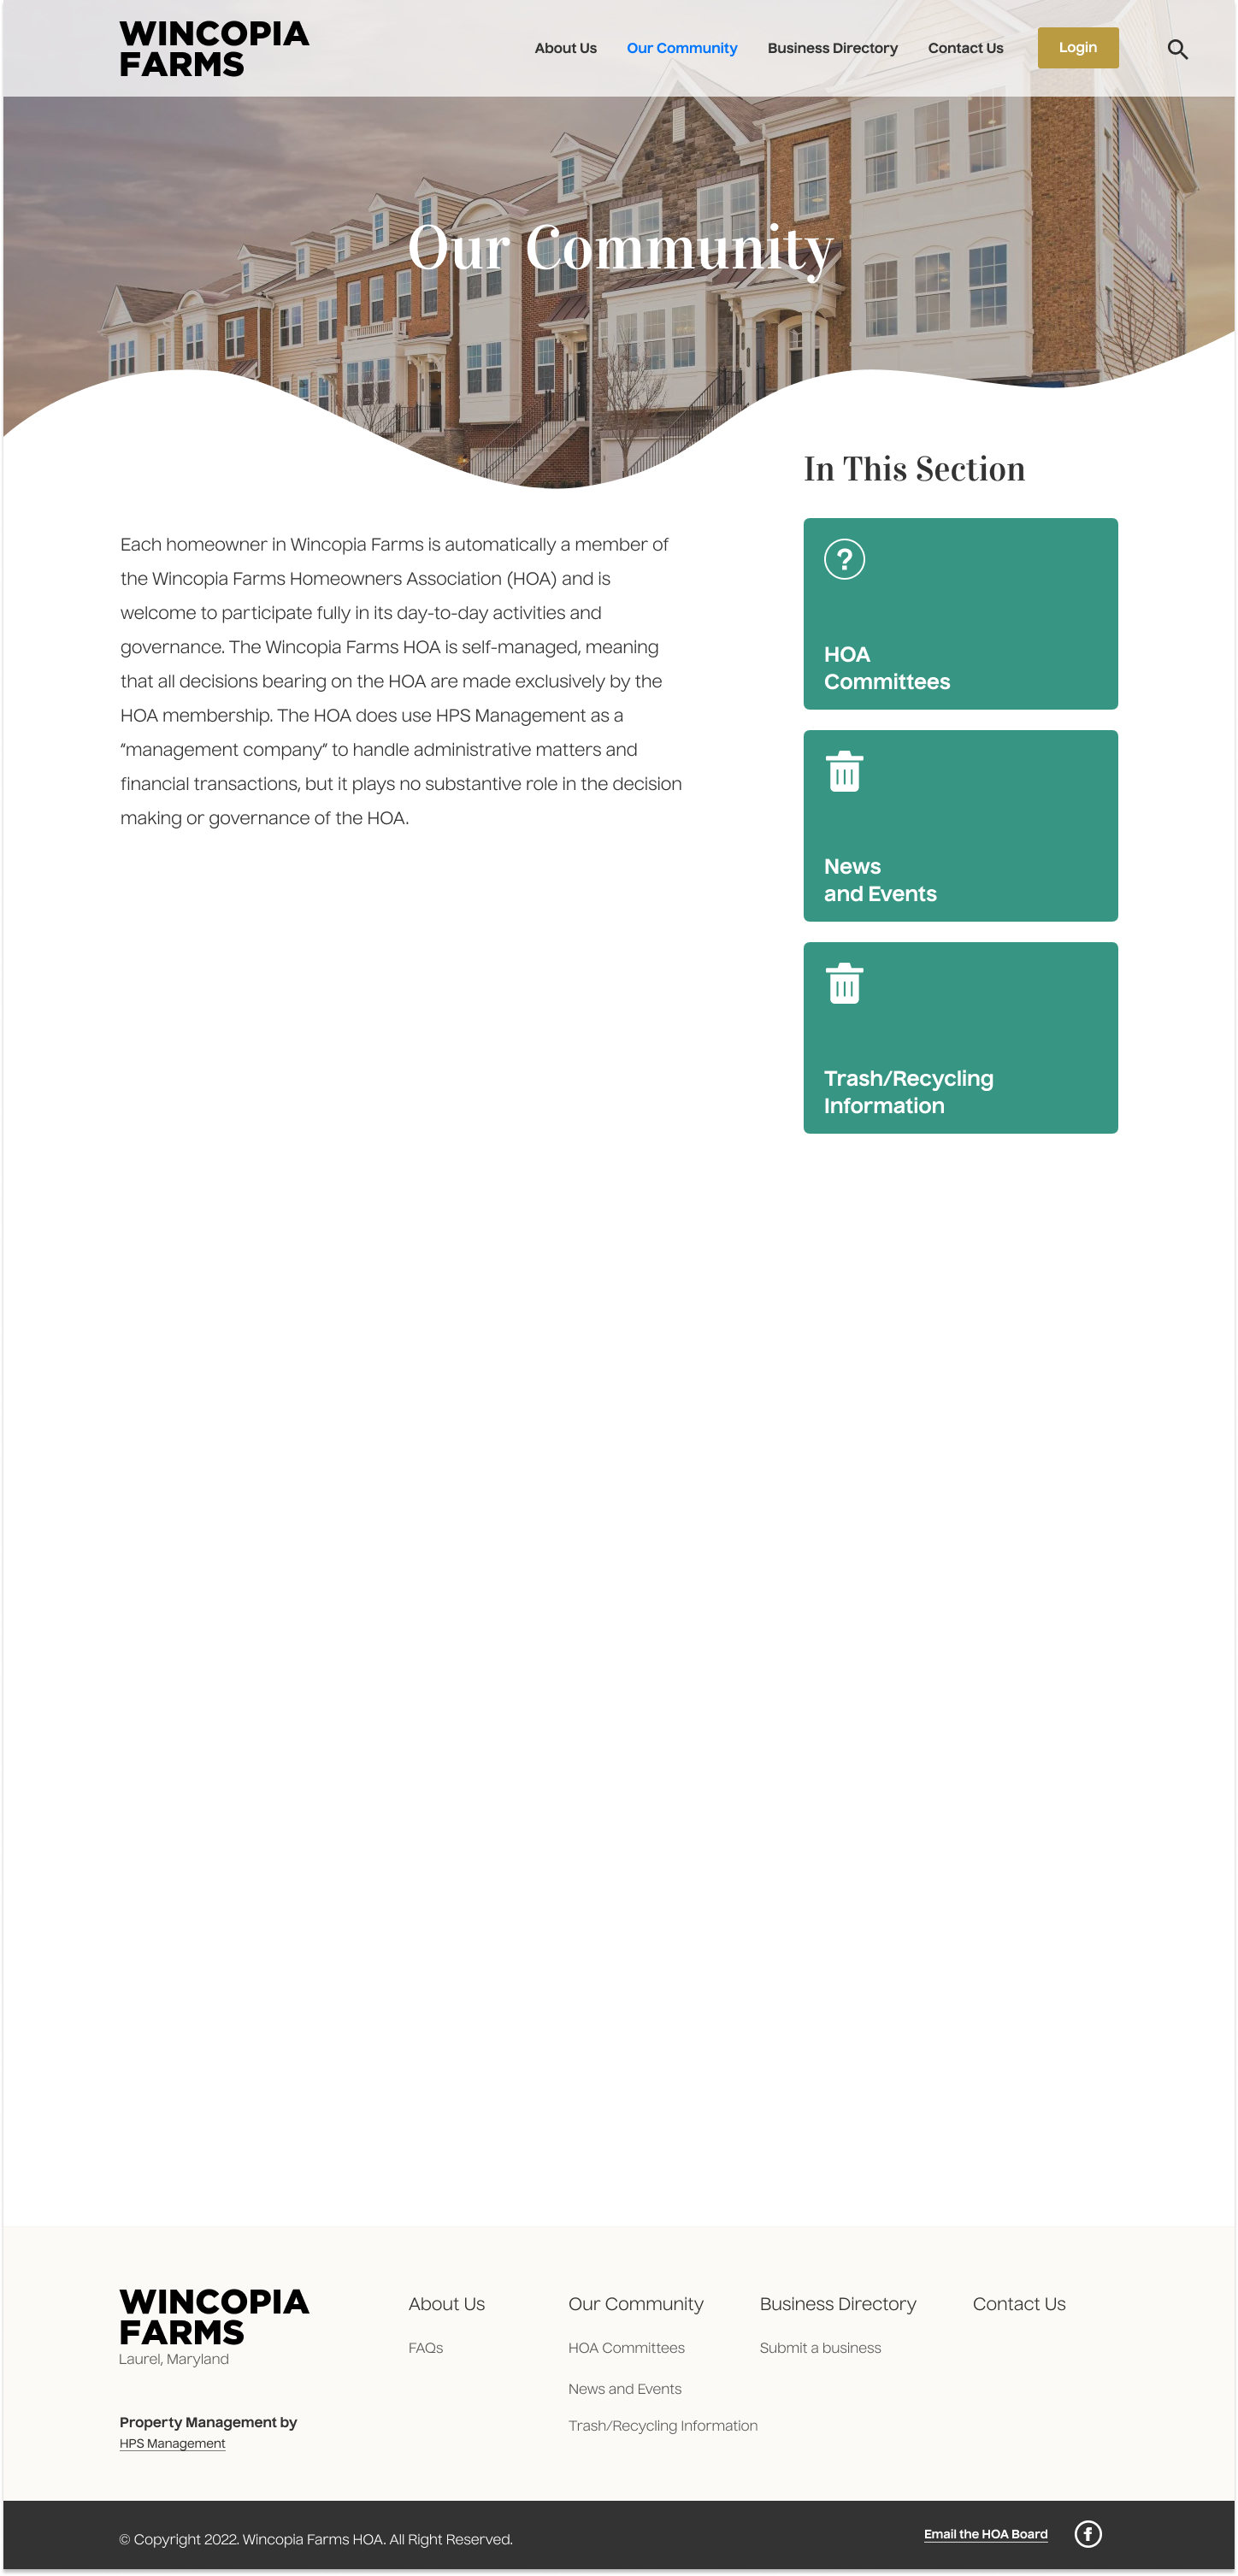 WINCOPIA
FARMS
About Us
Our Community
Business Directory
Contact Us
Login
Our Community
Each homeowner in Wincopia Farms is automatically a member of
the Wincopia Farms Homeowners Association (HOA) and is
welcome to participate fully in its day-to-day activities and
governance. The Wincopia Farms HOA is self-managed, meaning
that all decisions bearing on the HOA are made exclusively by the
HOA membership. The HOA does use HPS Management as a
“management company” to handle administrative matters and
financial transactions, but it plays no substantive role in the decision
making or governance of the HOA.
In This Section
HOA
Committees
News
and Events
Trash/Recycling
Information
WINCOPIA
FARMS
Laurel, Maryland
Property Management by
HPS Management
About Us
FAQs
Our Community
HOA Committees
News and Events
Trash/Recycling Information
Business Directory
Submit a business
Contact Us
© Copyright 2022. Wincopia Farms HOA. All Right Reserved.
Email the HOA Board